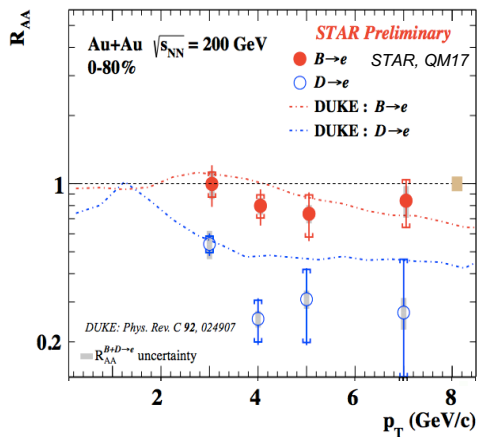 R_AA
Au+Au √s_NN = 200 GeV
0-80%
STAR Preliminary
B→e STAR, QM17
D→e
DUKE : B→e
DUKE : D→e
1
0.2
DUKE: Phys. Rev. C 92, 024907
R_AA^{B+D→e} uncertainty
2 4 6 8
p_T (GeV/c)